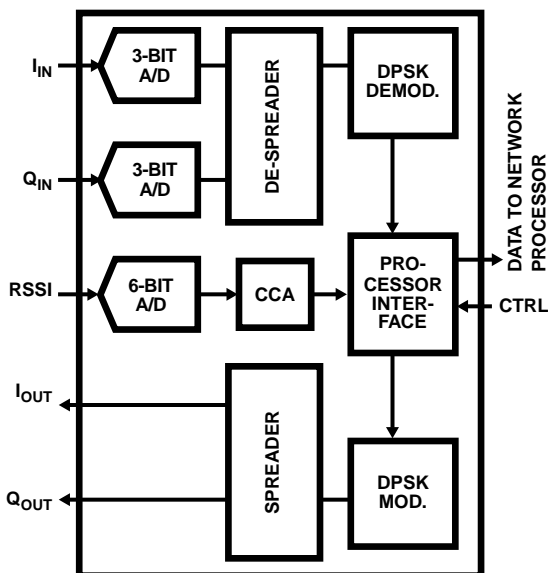 I_IN
3-BIT
A/D
DE-SPREADER
DPSK
DEMOD.
Q_IN
3-BIT
A/D
DATA TO NETWORK
PROCESSOR
RSSI
6-BIT
A/D
CCA
PRO-
CESSOR
INTER-
FACE
CTRL
I_OUT
SPREADER
Q_OUT
DPSK
MOD.